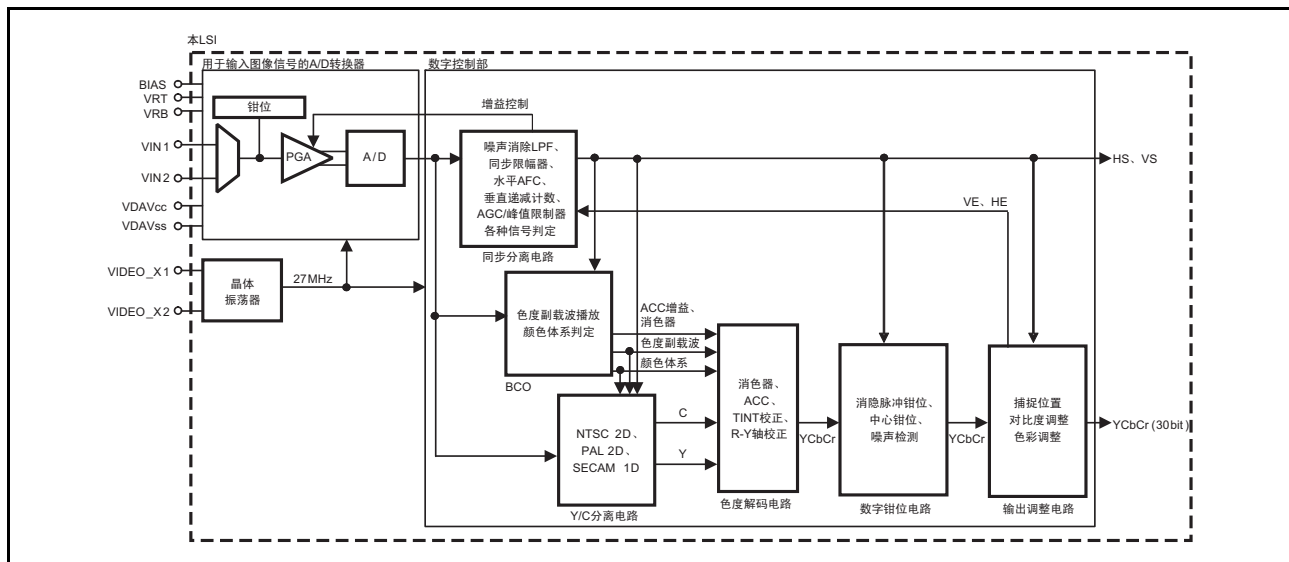 本LSI
用于输入图像信号的A/D转换器
数字控制部
BIAS
VRT
VRB
VIN1
VIN2
VDAVcc
VDAVss
VIDEO_X1
VIDEO_X2
钳位
PGA
A/D
增益控制
噪声消除LPF、
同步限幅器、
水平AFC、
垂直递减计数、
AGC/峰值限制器
各种信号判定
同步分离电路
HS、VS
VE、HE
晶体
振荡器
27MHz
色度副载波播放
颜色体系判定
BCO
ACC增益、
消色器
色度副载波
颜色体系
NTSC 2D、
PAL 2D、
SECAM 1D
Y/C分离电路
C
Y
消色器、
ACC、
TINT校正、
R-Y轴校正
色度解码电路
YCbCr
消隐脉冲钳位、
中心钳位、
噪声检测
数字钳位电路
YCbCr
捕捉位置
对比度调整
色彩调整
输出调整电路
YCbCr (30bit)